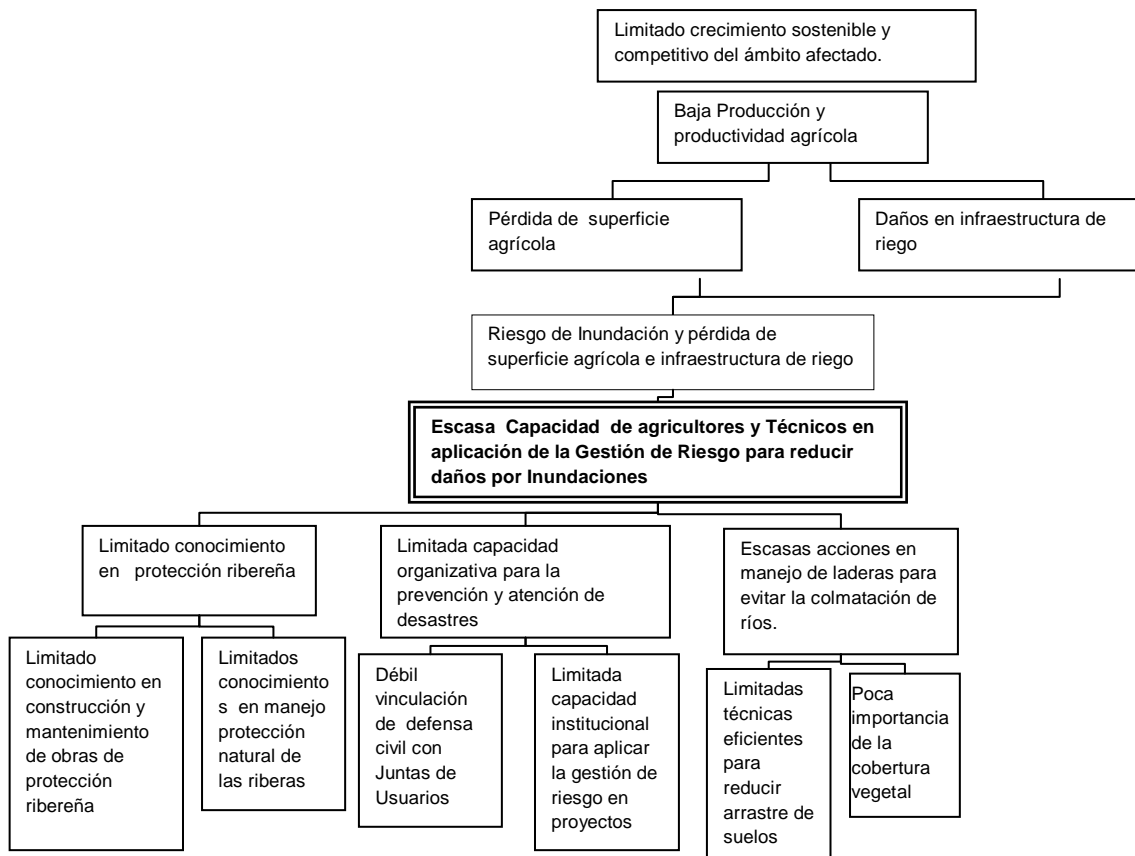 Limitado crecimiento sostenible y
competitivo del ámbito afectado.
Baja Producción y
productividad agrícola
Pérdida de superficie
agrícola
Daños en infraestructura de
riego
Riesgo de Inundación y pérdida de
superficie agrícola e infraestructura de riego
Escasa Capacidad de agricultores y Técnicos en
aplicación de la Gestión de Riesgo para reducir
daños por Inundaciones
Limitado conocimiento
en protección ribereña
Limitada capacidad
organizativa para la
prevención y atención de
desastres
Escasas acciones en
manejo de laderas para
evitar la colmatación de
ríos.
Limitado
conocimiento en
construcción y
mantenimiento
de obras de
protección
ribereña
Limitados
conocimiento
s en manejo
protección
natural de
las riberas
Débil
vinculación
de defensa
civil con
Juntas de
Usuarios
Limitada
capacidad
institucional
para aplicar
la gestión de
riesgo en
proyectos
Limitadas
técnicas
eficientes
para
reducir
arrastre de
suelos
Poca
importancia
de la
cobertura
vegetal